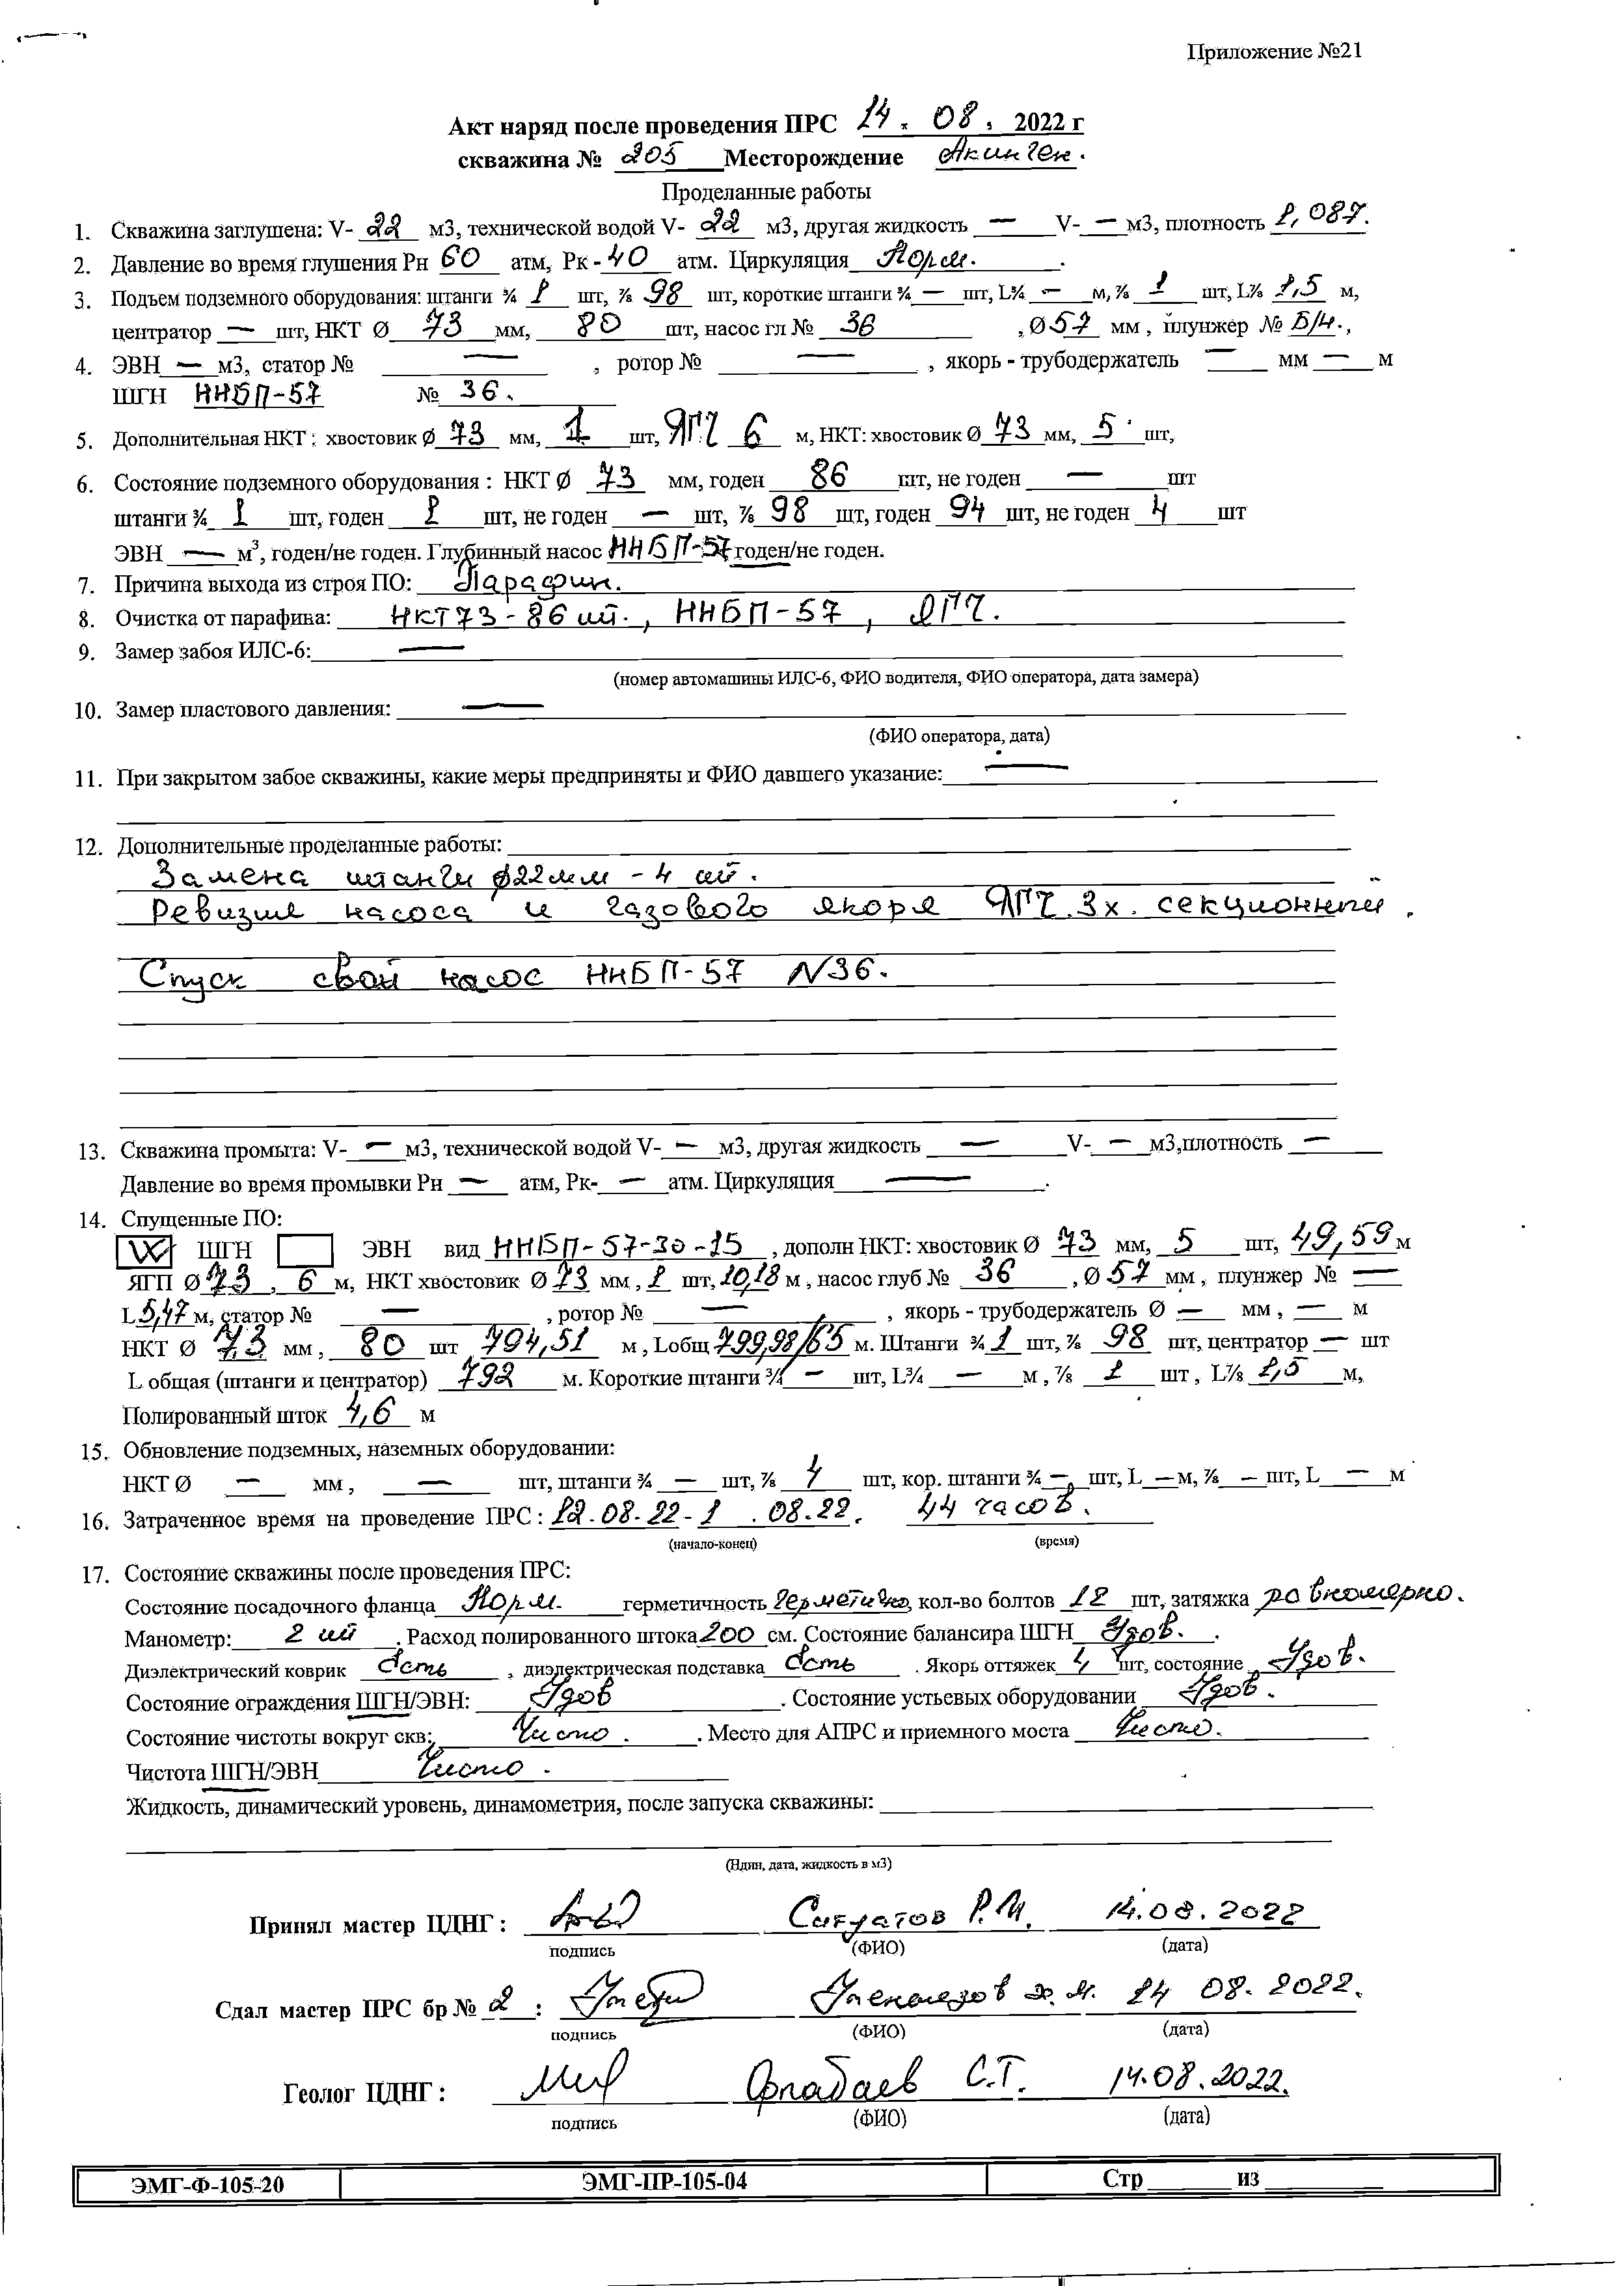 Приложение №21
Акт наряд после проведения ПРС 14. 08. 2022 г
скважина № 205 Месторождение Акинген.
Проделанные работы
1. Скважина заглушена: V- 22 м3, технической водой V- 22 м3, другая жидкость — V- — м3, плотность 1,087.
2. Давление во время глушения Рн 60 атм, Рк - 40 атм. Циркуляция Норм.
3. Подъем подземного оборудования: штанги ¾ 1 шт, ⅞ 98 шт, короткие штанги ¾ — шт, L¾ — м, ⅞ 1 шт, L⅞ 1,5 м,
центратор — шт, НКТ Ø 73 мм, 80 шт, насос гл № 36 , Ø 57 мм , плунжер № Б/Н.,
4. ЭВН — м3, статор № — , ротор № — , якорь - трубодержатель — мм — м
ШГН ННБП-57 № 36.
5. Дополнительная НКТ : хвостовик Ø 73 мм, 1 шт, ЯГП 6 м, НКТ: хвостовик Ø 73 мм, 5 шт,
6. Состояние подземного оборудования : НКТ Ø 73 мм, годен 86 шт, не годен — шт
штанги ¾ 1 шт, годен 1 шт, не годен — шт, ⅞ 98 шт, годен 94 шт, не годен 4 шт
ЭВН — м³, годен/не годен. Глубинный насос ННБП-57 годен/не годен.
7. Причина выхода из строя ПО: Парафин.
8. Очистка от парафина: НКТ73-86 шт., ННБП-57, ЯГП.
9. Замер забоя ИЛС-6: —
(номер автомашины ИЛС-6, ФИО водителя, ФИО оператора, дата замера)
10. Замер пластового давления: —
(ФИО оператора, дата)
11. При закрытом забое скважины, какие меры предприняты и ФИО давшего указание: —
12. Дополнительные проделанные работы:
Замена штанги ø22мм - 4 шт.
Ревизия насоса и газового якоря ЯГП. 3х. секционный.
Спуск свой насос ННБП-57 N36.
13. Скважина промыта: V- — м3, технической водой V- — м3, другая жидкость — V- — м3,плотность —
Давление во время промывки Рн — атм, Рк- — атм. Циркуляция — .
14. Спущенные ПО:
ШГН ЭВН вид ННБП-57-30-15 , дополн НКТ: хвостовик Ø 73 мм, 5 шт, 49,59 м
ЯГП Ø 73 , 6 м, НКТ хвостовик Ø 73 мм , 1 шт, 10,18 м , насос глуб № 36 , Ø 57 мм , плунжер № —
L 5,47 м, статор № — , ротор № — , якорь - трубодержатель Ø — мм , — м
НКТ Ø 73 мм , 80 шт 794,51 м , Lобщ 799,98/65 м. Штанги ¾ 1 шт, ⅞ 98 шт, центратор — шт
L общая (штанги и центратор) 792 м. Короткие штанги ¾ — шт, L¾ — м , ⅞ 1 шт , L⅞ 1,5 м,
Полированный шток 4,6 м
15. Обновление подземных, наземных оборудовании:
НКТ Ø — мм , — шт, штанги ¾ — шт, ⅞ 4 шт, кор. штанги ¾ —, шт, L — м, ⅞ — шт, L — м
16. Затраченное время на проведение ПРС : 12.08.22-1 .08.22. 44 часов.
(начало-конец) (время)
17. Состояние скважины после проведения ПРС:
Состояние посадочного фланца Норм. герметичность Герметично, кол-во болтов 12 шт, затяжка равномерно.
Манометр: 2 шт . Расход полированного штока 200 см. Состояние балансира ШГН Удов. .
Диэлектрический коврик Есть , диэлектрическая подставка Есть . Якорь оттяжек 4 шт, состояние Удов.
Состояние ограждения ШГН/ЭВН: Удов . Состояние устьевых оборудовании Удов.
Состояние чистоты вокруг скв: Чисто. . Место для АПРС и приемного моста Чисто.
Чистота ШГН/ЭВН Чисто.
Жидкость, динамический уровень, динамометрия, после запуска скважины:
(Ндин, дата, жидкость в м3)
Принял мастер ЦДНГ : Сагуатов Р.М. 14.08.2022
подпись (ФИО) (дата)
Сдал мастер ПРС бр № 2 : 14 08. 2022.
подпись (ФИО) (дата)
Геолог ЦДНГ : С.Т. 14.08.2022.
подпись (ФИО) (дата)
ЭМГ-Ф-105-20 ЭМГ-ПР-105-04 Стр ____ из ____